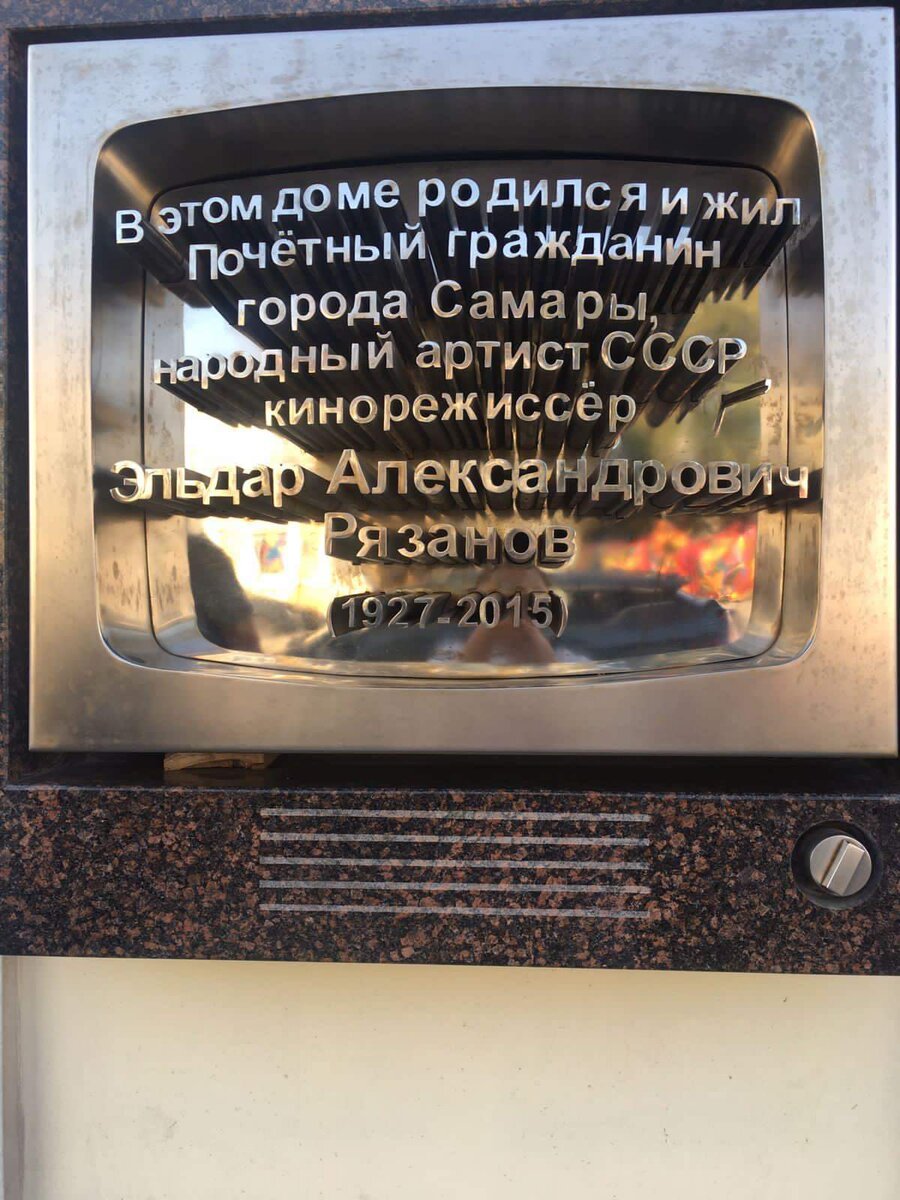 В этом доме родился и жил
Почётный гражданин
города Самары,
народный артист СССР
кинорежиссёр
Эльдар Александрович
Рязанов
(1927-2015)